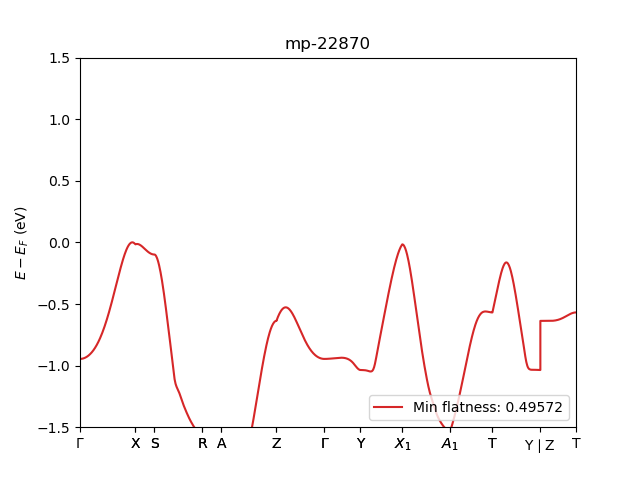 mp-22870
E − E_F (eV)
1.5
1.0
0.5
0.0
−0.5
−1.0
−1.5
Min flatness: 0.49572
Γ X S R A Z Γ Y X₁ A₁ T Y | Z T